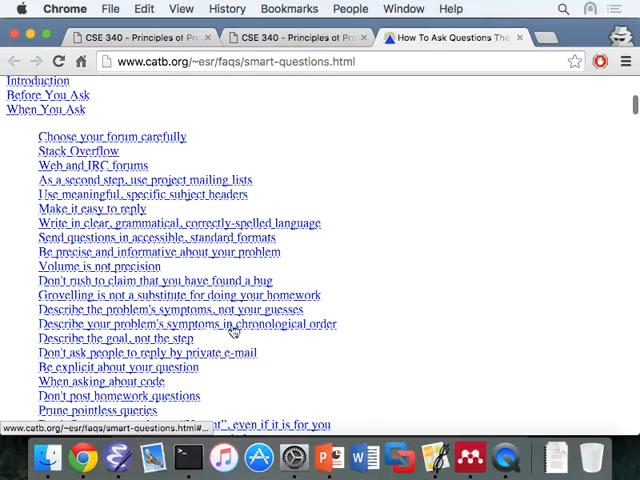 Chrome File Edit View History Bookmarks People Window Help
CSE 340 - Principles of Pr CSE 340 - Principles of Pr How To Ask Questions The
www.catb.org/~esr/faqs/smart-questions.html
Introduction
Before You Ask
When You Ask
Choose your forum carefully
Stack Overflow
Web and IRC forums
As a second step, use project mailing lists
Use meaningful, specific subject headers
Make it easy to reply
Write in clear, grammatical, correctly-spelled language
Send questions in accessible, standard formats
Be precise and informative about your problem
Volume is not precision
Don't rush to claim that you have found a bug
Grovelling is not a substitute for doing your homework
Describe the problem's symptoms, not your guesses
Describe your problem's symptoms in chronological order
Describe the goal, not the step
Don't ask people to reply by private e-mail
Be explicit about your question
When asking about code
Don't post homework questions
Prune pointless queries
www.catb.org/~esr/faqs/smart-questions.html#... even if it is for you